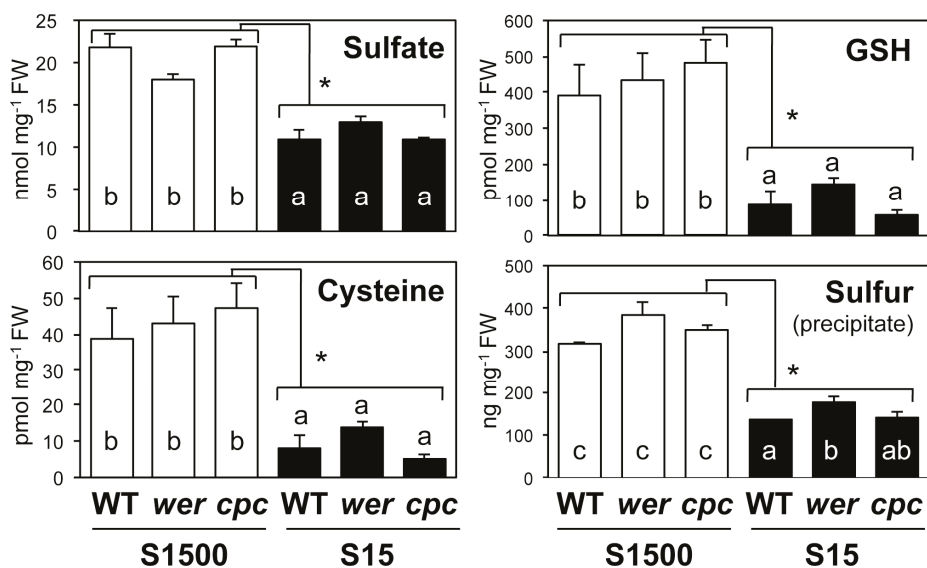 Sulfate
nmol mg-1 FW
25
20
15
10
5
0
*
b b b a a a
GSH
pmol mg-1 FW
600
500
400
300
200
100
0
*
b b b a a a
Cysteine
pmol mg-1 FW
60
50
40
30
20
10
0
*
b b b a a a
WT wer cpc WT wer cpc
S1500 S15
Sulfur
(precipitate)
ng mg-1 FW
500
400
300
200
100
0
*
c c c a b ab
WT wer cpc WT wer cpc
S1500 S15